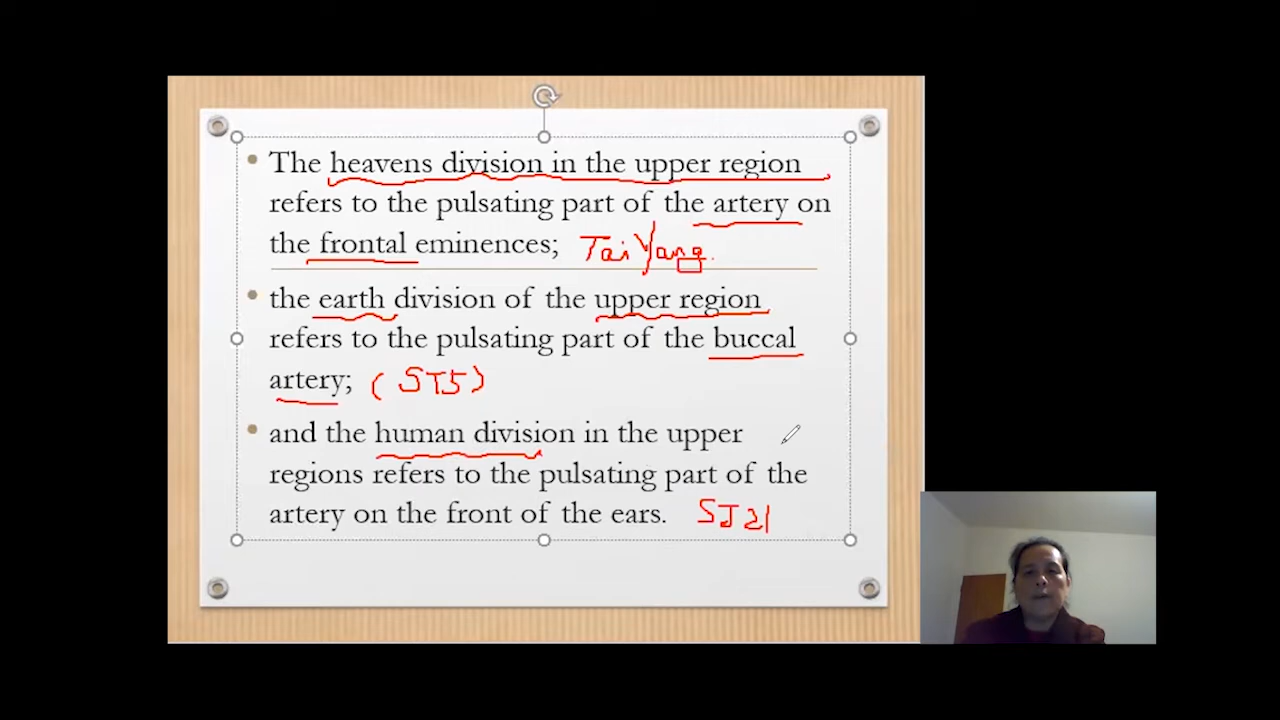 • The heavens division in the upper region
refers to the pulsating part of the artery on
the frontal eminences; Tai Yang.
• the earth division of the upper region
refers to the pulsating part of the buccal
artery; (ST5)
• and the human division in the upper
regions refers to the pulsating part of the
artery on the front of the ears. SJ21